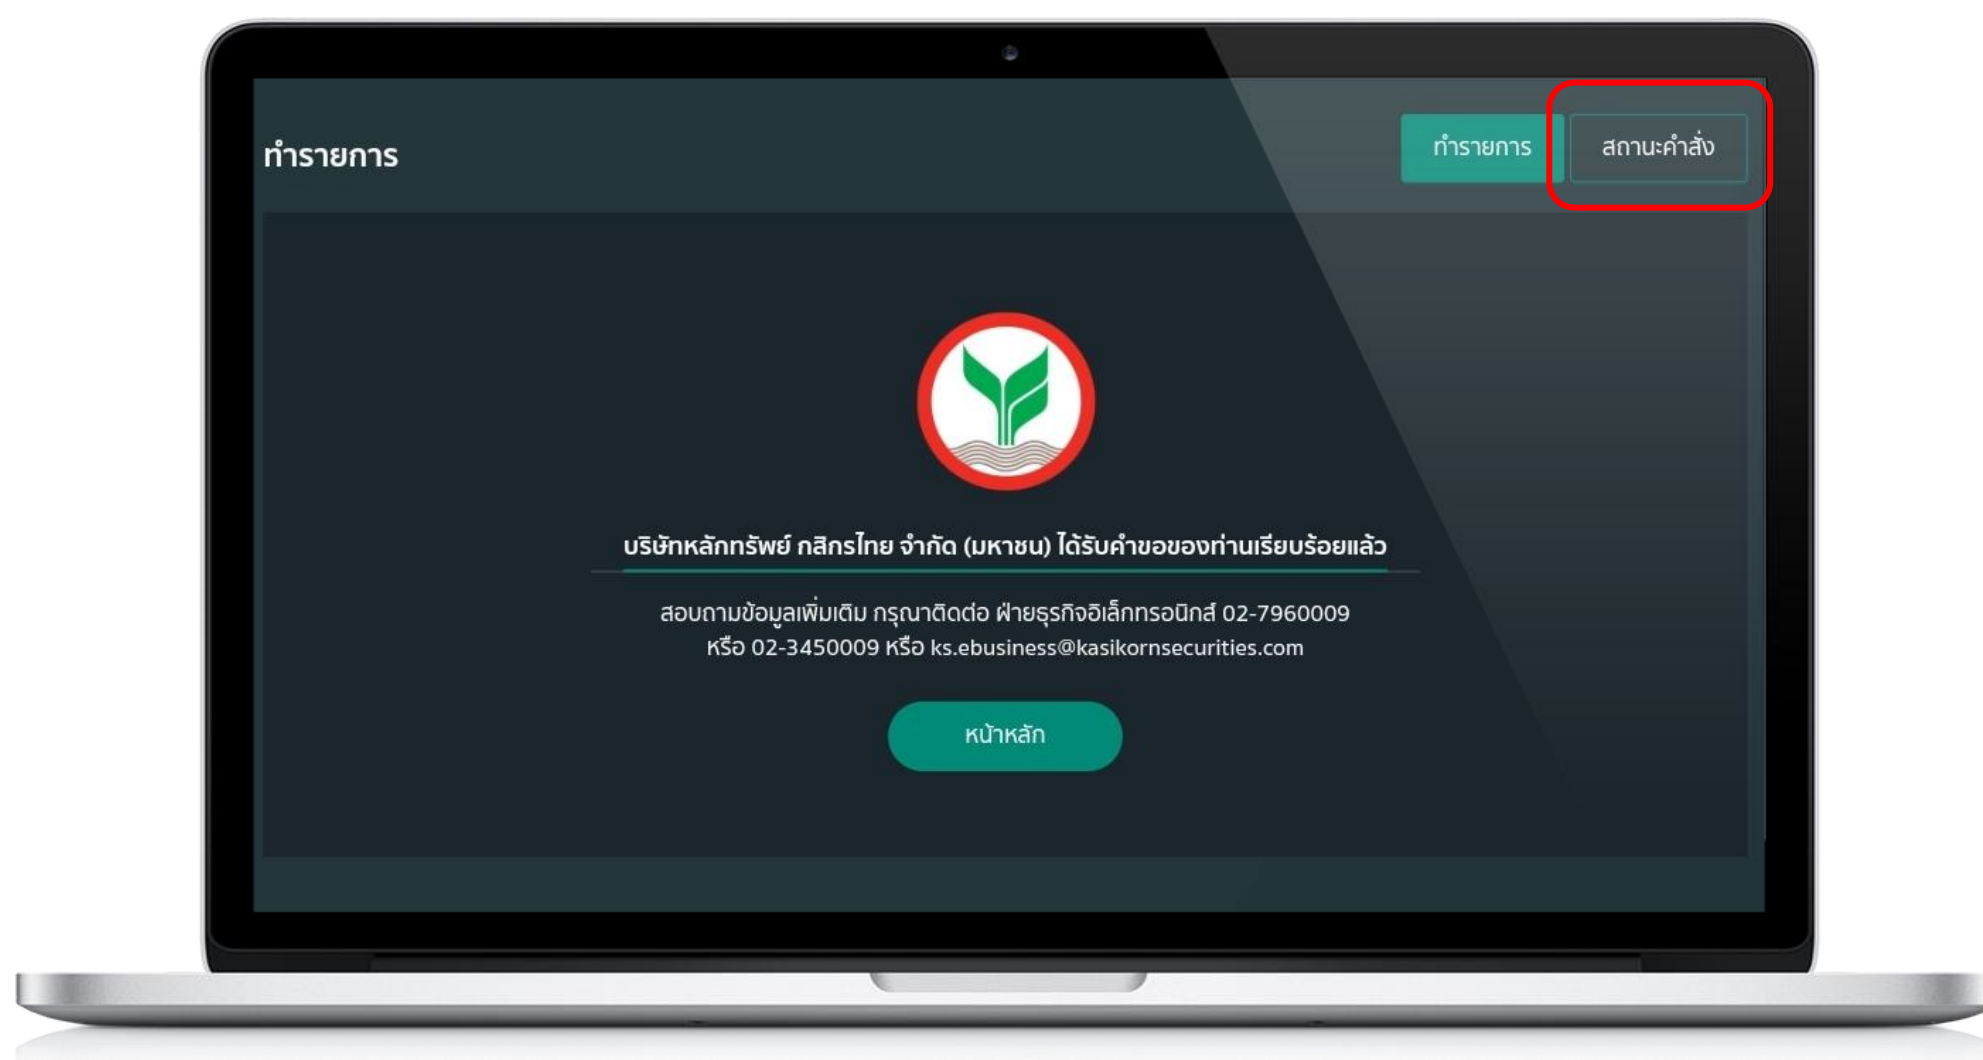 ทำรายการ
ทำรายการ
สถานะคำสั่ง
บริษัทหลักทรัพย์ กสิกรไทย จำกัด (มหาชน) ได้รับคำขอของท่านเรียบร้อยแล้ว
สอบถามข้อมูลเพิ่มเติม กรุณาติดต่อ ฝ่ายธุรกิจอิเล็กทรอนิกส์ 02-7960009
หรือ 02-3450009 หรือ ks.ebusiness@kasikornsecurities.com
หน้าหลัก